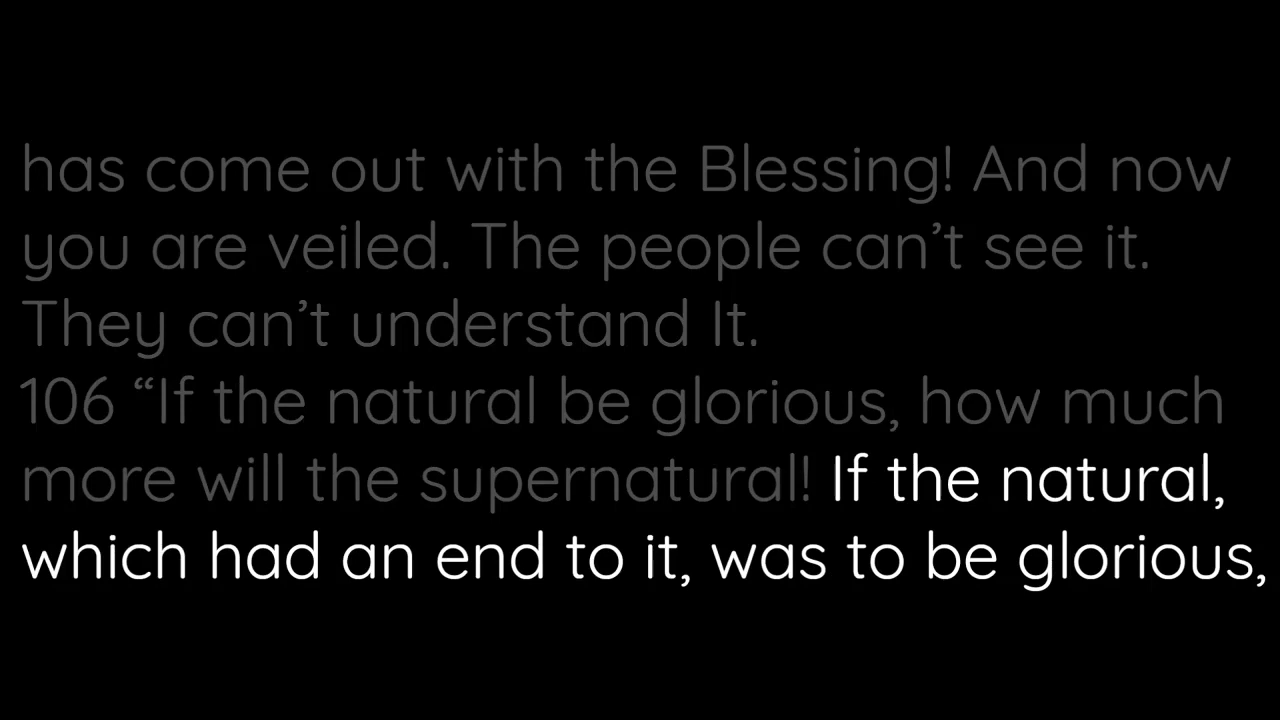 has come out with the Blessing! And now
you are veiled. The people can’t see it.
They can’t understand It.
106 “If the natural be glorious, how much
more will the supernatural! If the natural,
which had an end to it, was to be glorious,